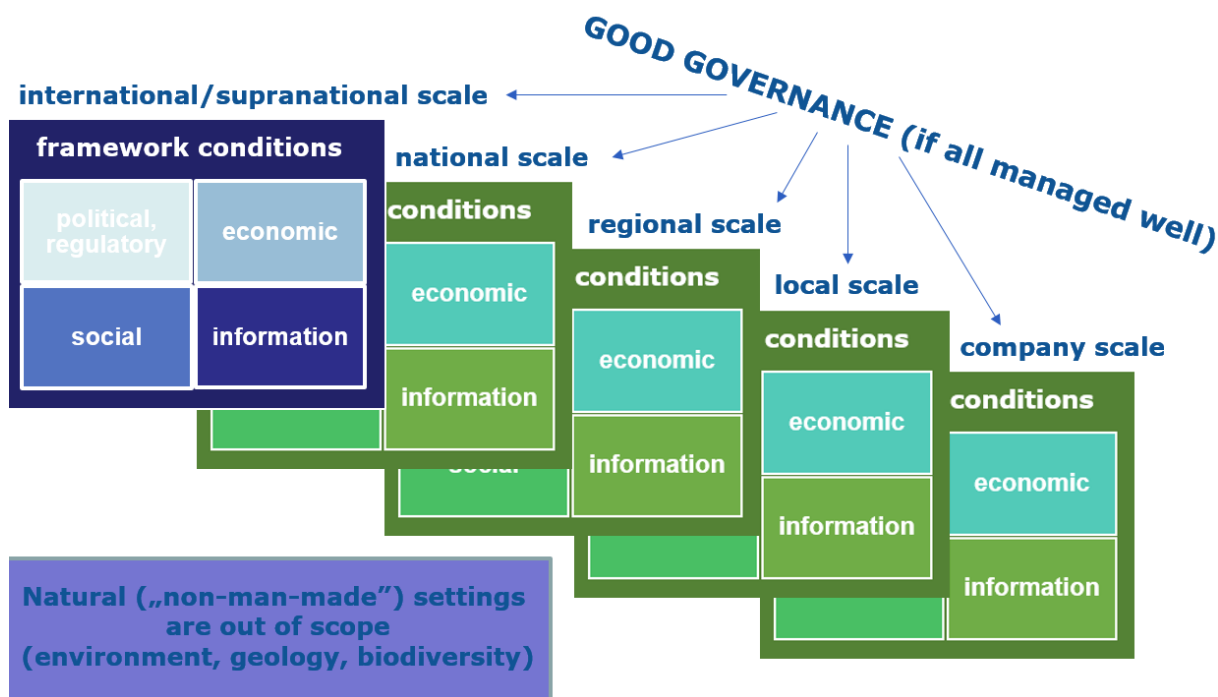 GOOD GOVERNANCE (if all managed well)
international/supranational scale
framework conditions
political,
regulatory
economic
social
information
national scale
conditions
economic
information
regional scale
conditions
economic
information
social
local scale
conditions
economic
information
company scale
conditions
economic
information
Natural („non-man-made”) settings
are out of scope
(environment, geology, biodiversity)